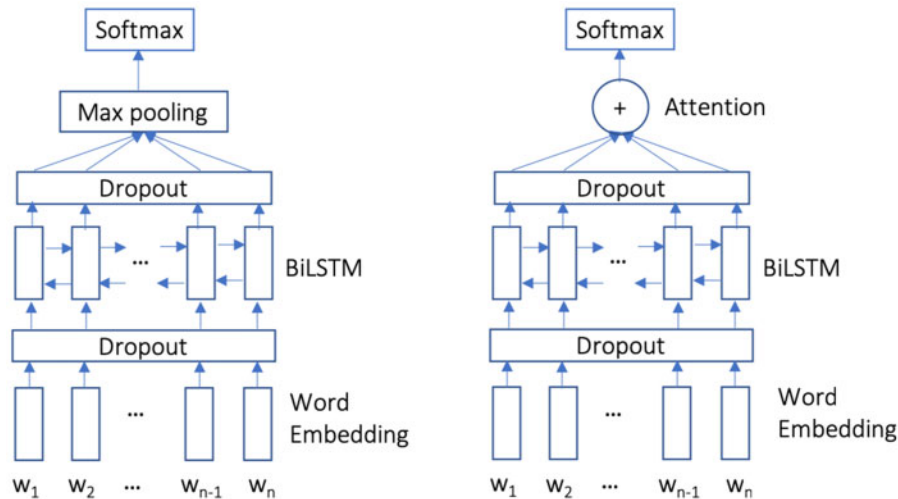 Softmax
Max pooling
Dropout
...
BiLSTM
Dropout
...
Word
Embedding
w₁ w₂ ... wₙ₋₁ wₙ
Softmax
+ Attention
Dropout
...
BiLSTM
Dropout
...
Word
Embedding
w₁ w₂ ... wₙ₋₁ wₙ